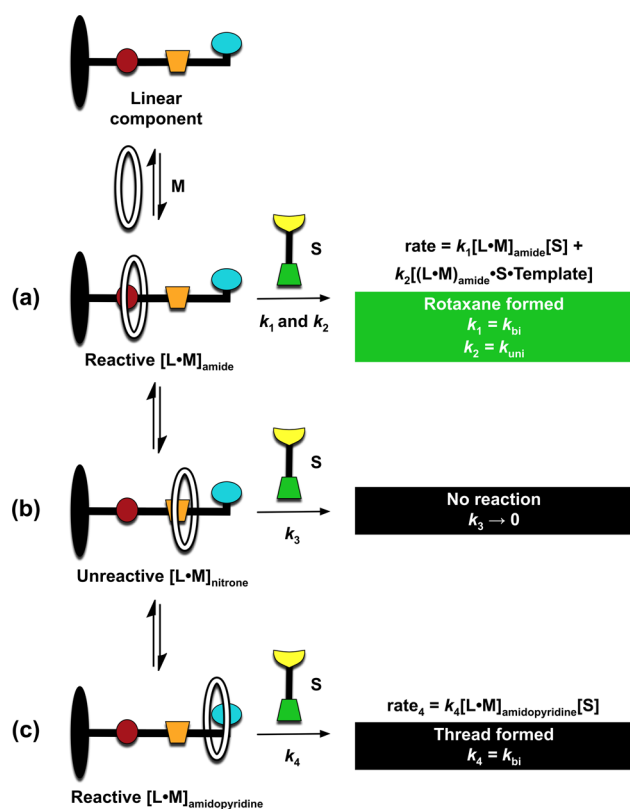 Linear
component
M
S
rate = k₁[L•M]amide[S] +
k₂[(L•M)amide•S•Template]
(a)
Rotaxane formed
k₁ = kbi
k₂ = kuni
k₁ and k₂
Reactive [L•M]amide
S
(b)
No reaction
k₃ → 0
k₃
Unreactive [L•M]nitrone
S
rate₄ = k₄[L•M]amidopyridine[S]
(c)
Thread formed
k₄ = kbi
k₄
Reactive [L•M]amidopyridine